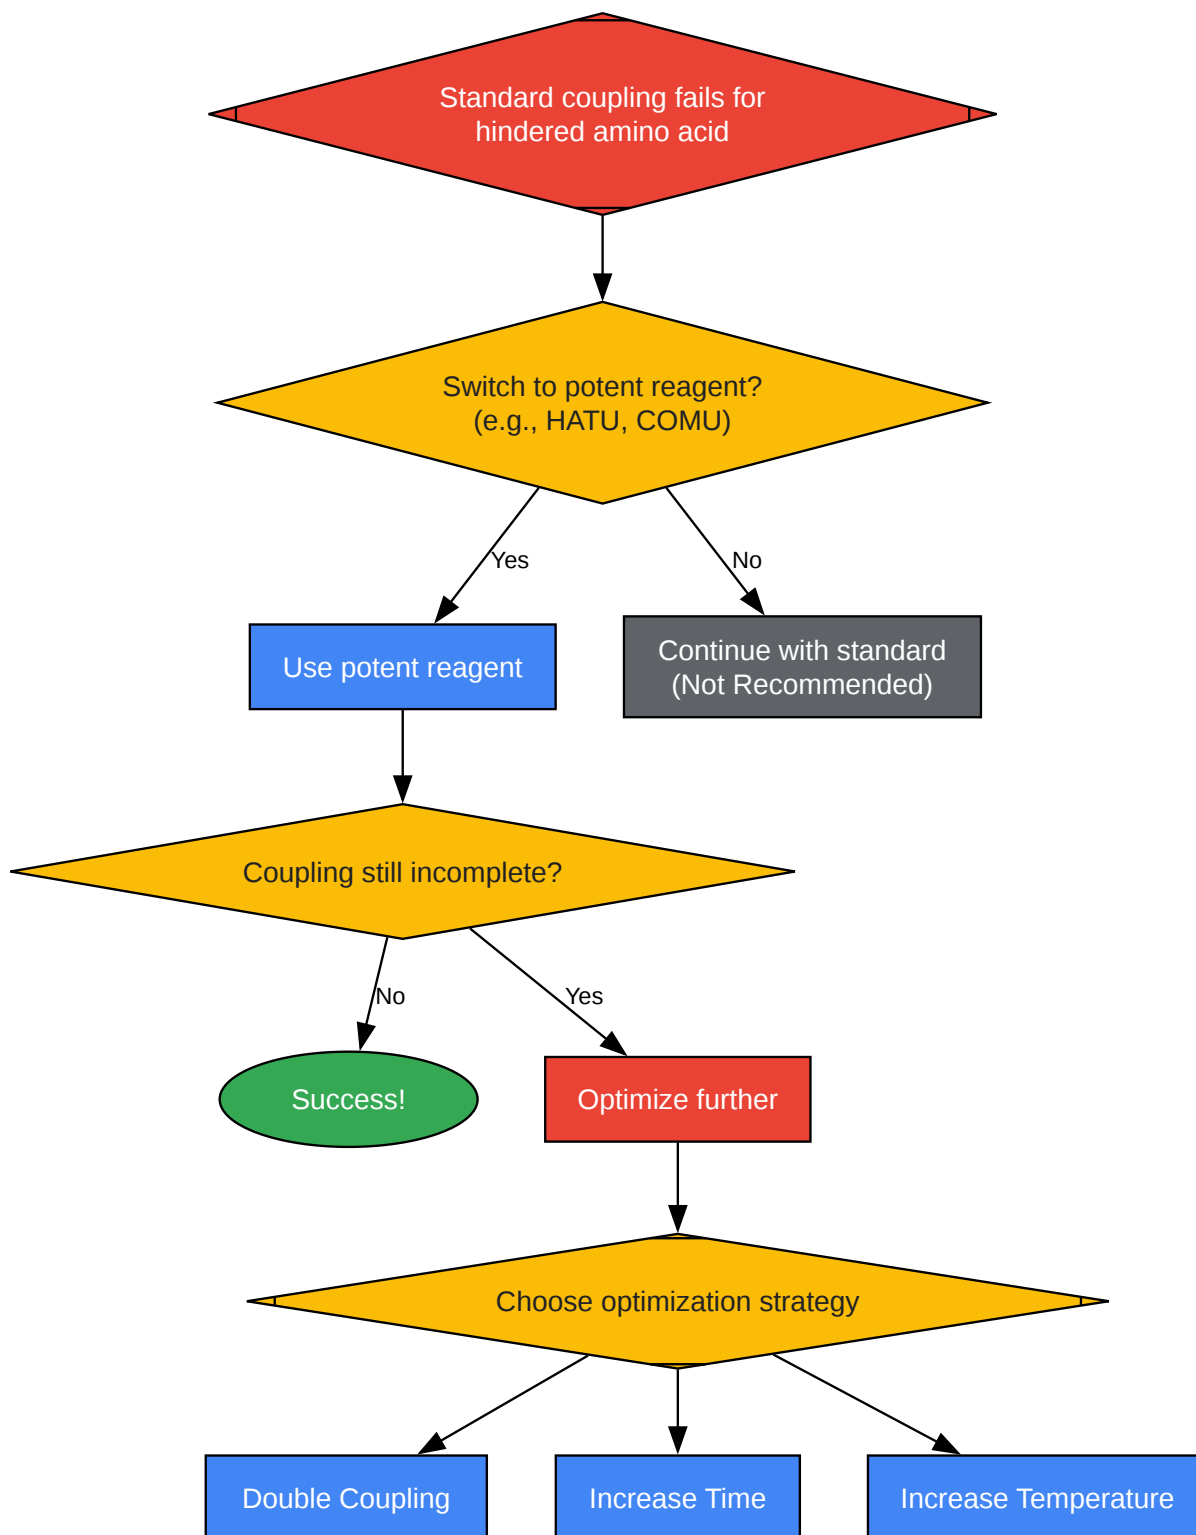 Standard coupling fails for
hindered amino acid
Switch to potent reagent?
(e.g., HATU, COMU)
Yes
No
Use potent reagent
Continue with standard
(Not Recommended)
Coupling still incomplete?
No
Yes
Success!
Optimize further
Choose optimization strategy
Double Coupling
Increase Time
Increase Temperature